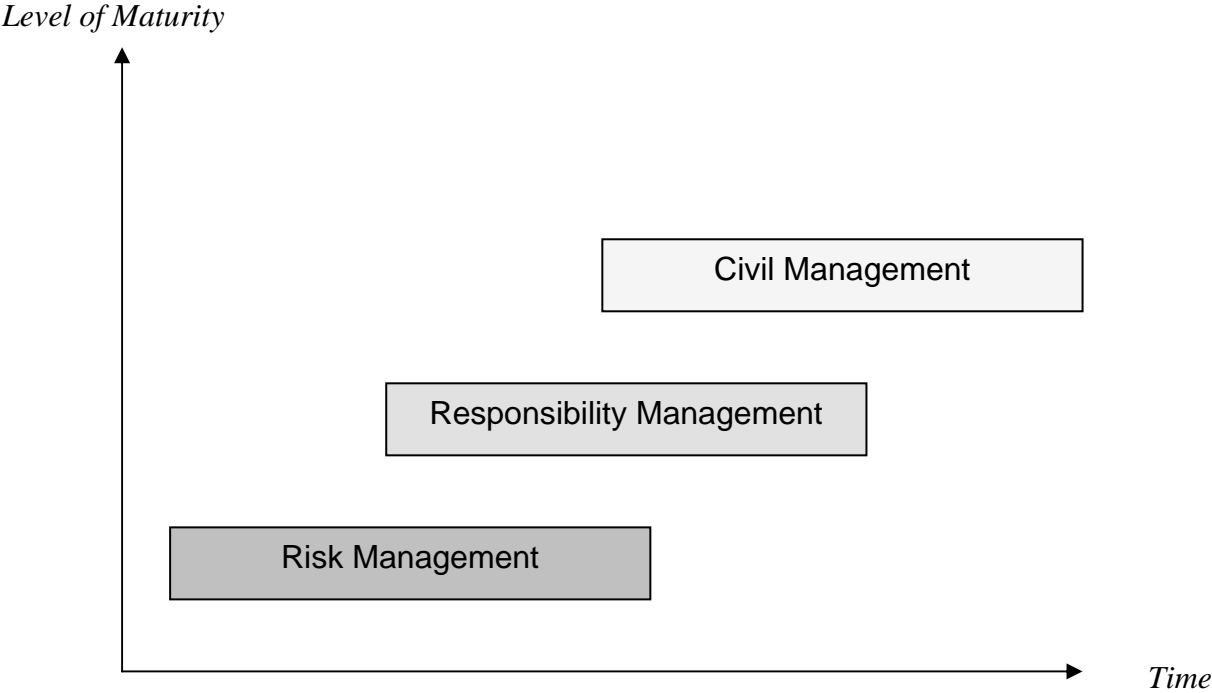 Level of Maturity
Civil Management
Responsibility Management
Risk Management
Time